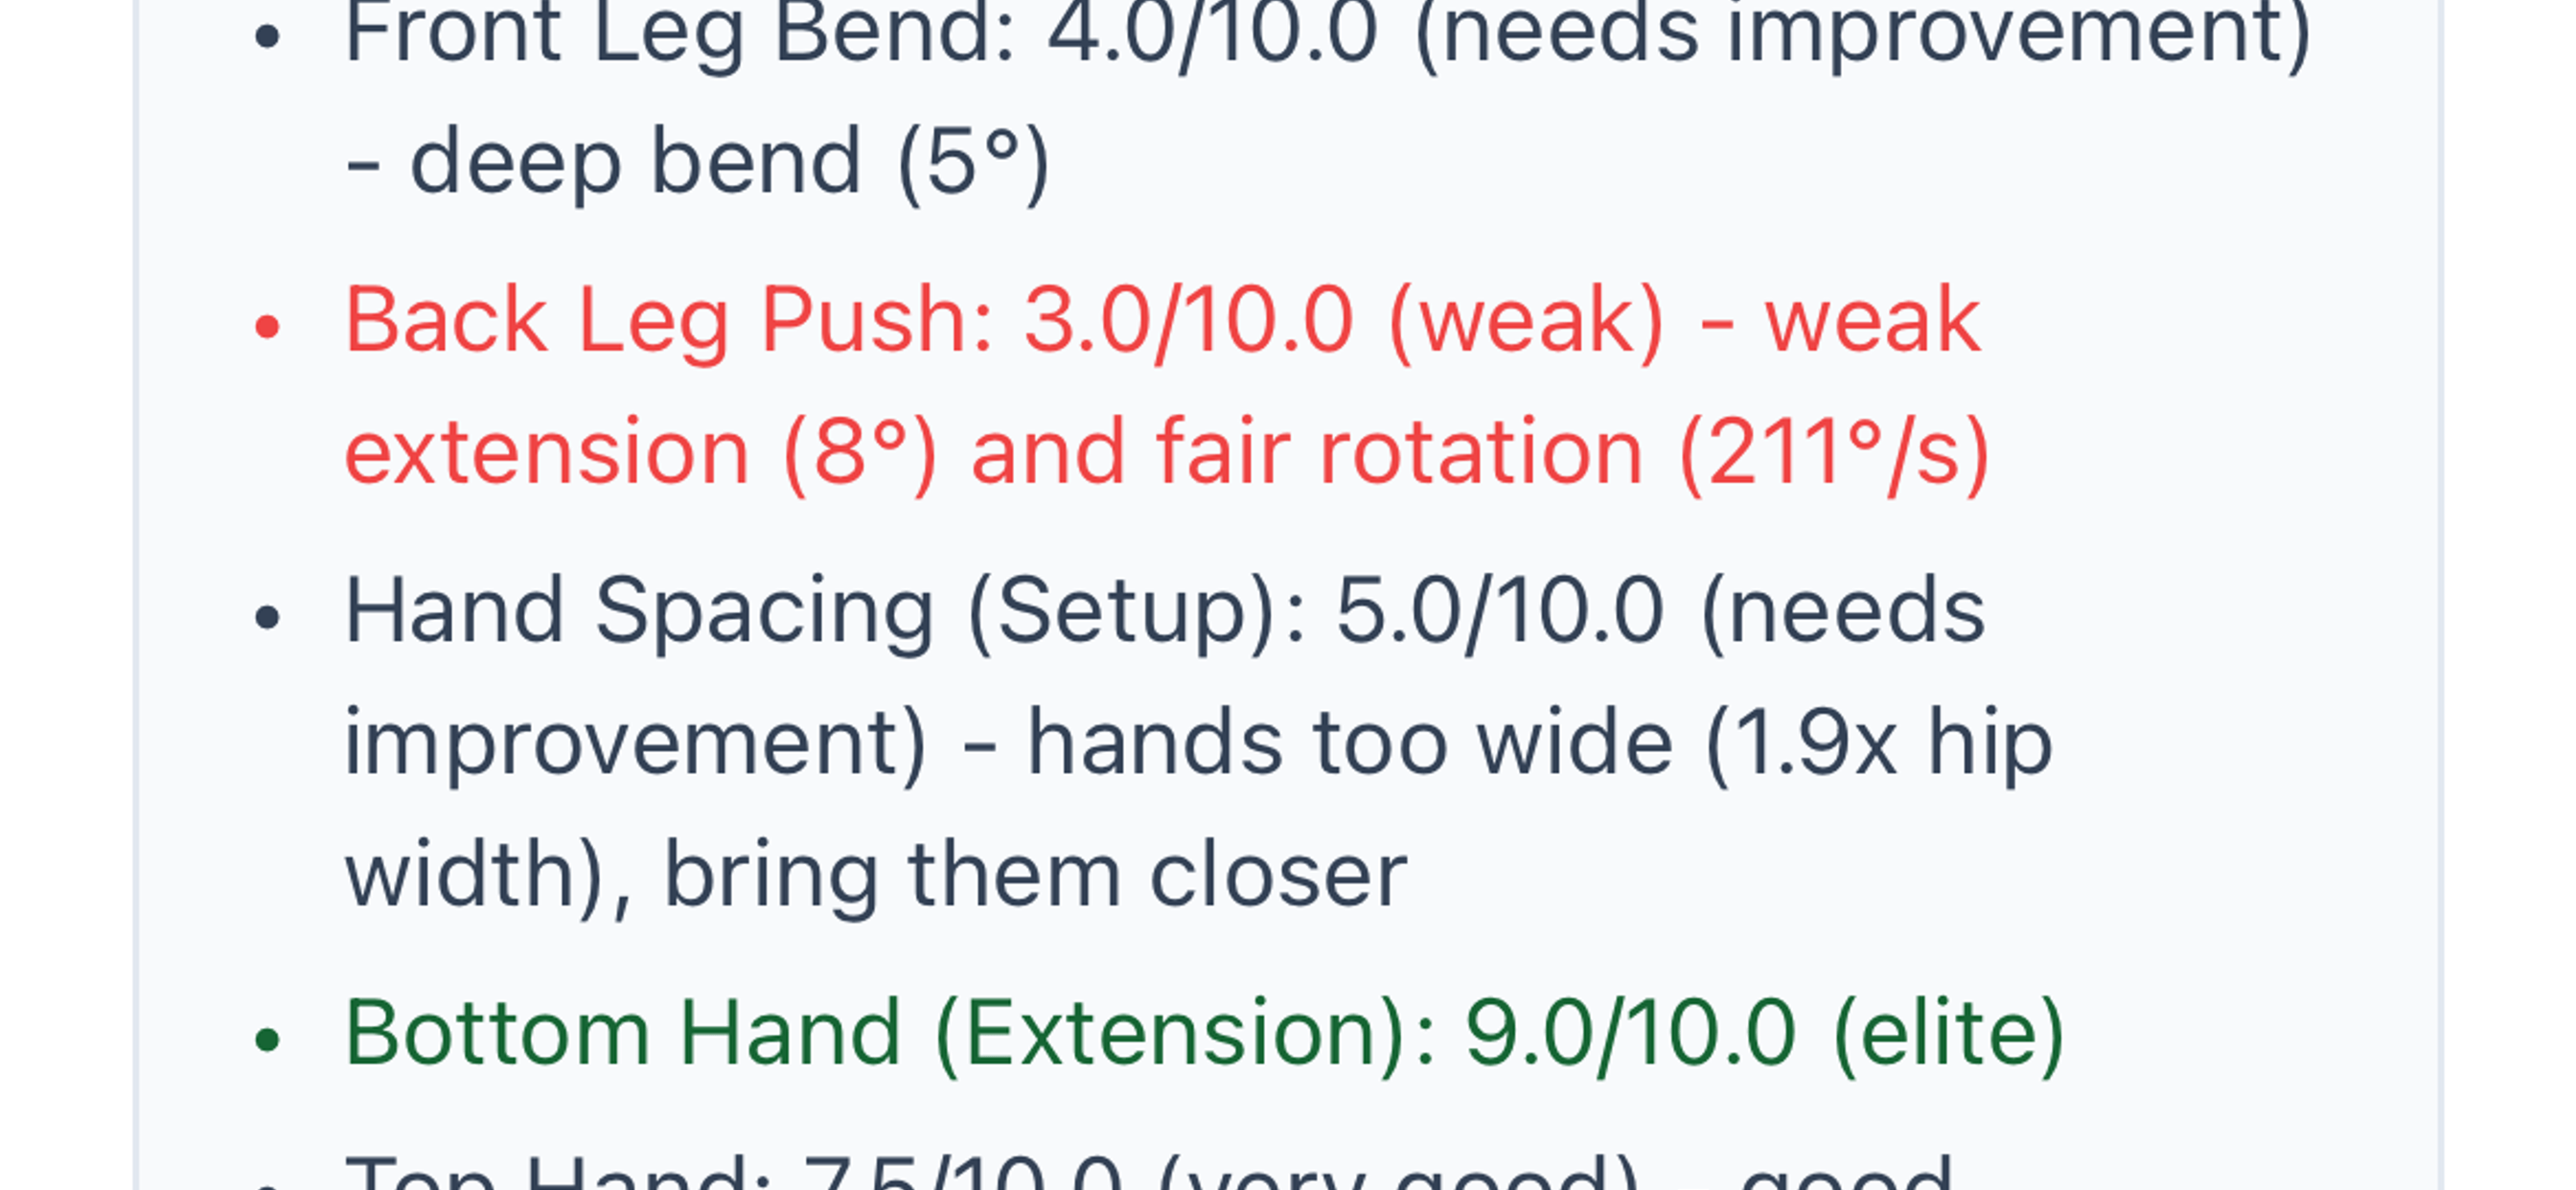 • Front Leg Bend: 4.0/10.0 (needs improvement)
- deep bend (5°)
• Back Leg Push: 3.0/10.0 (weak) - weak
extension (8°) and fair rotation (211°/s)
• Hand Spacing (Setup): 5.0/10.0 (needs
improvement) - hands too wide (1.9x hip
width), bring them closer
• Bottom Hand (Extension): 9.0/10.0 (elite)
• Top Hand: 7.5/10.0 (very good) - good